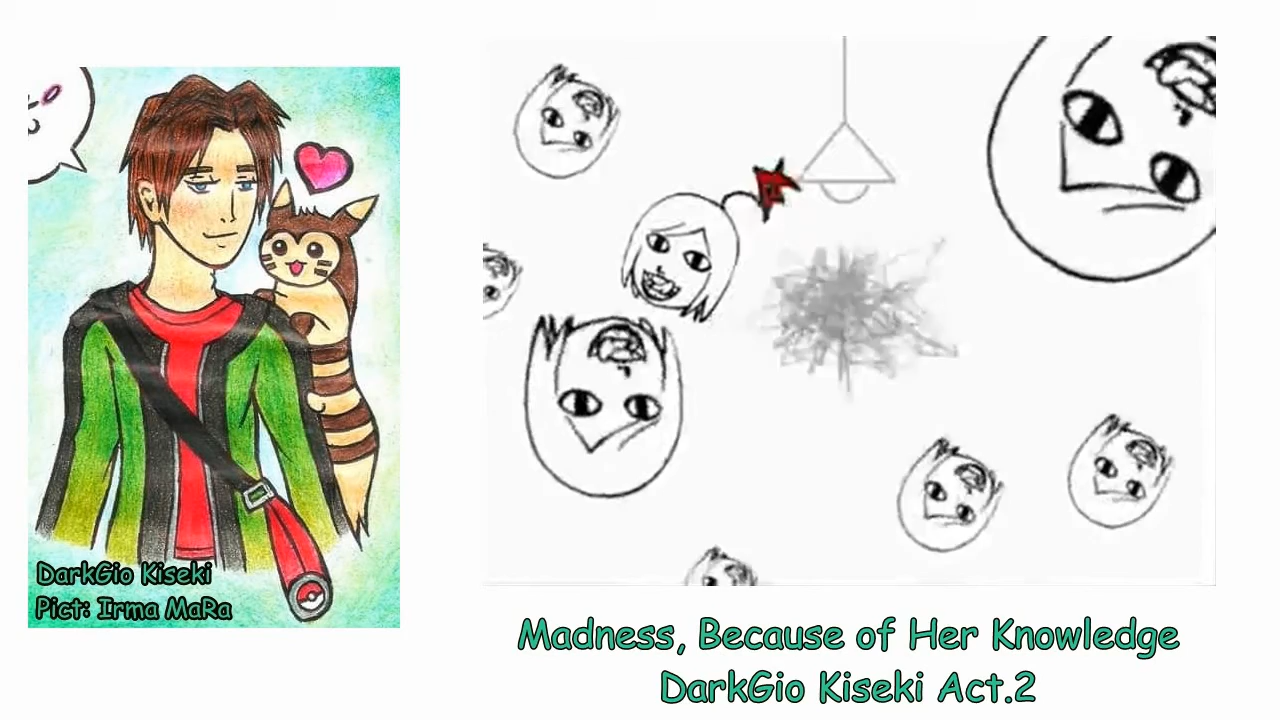 DarkGio Kiseki
Pict: Irma MaRa
Madness, Because of Her Knowledge
DarkGio Kiseki Act.2